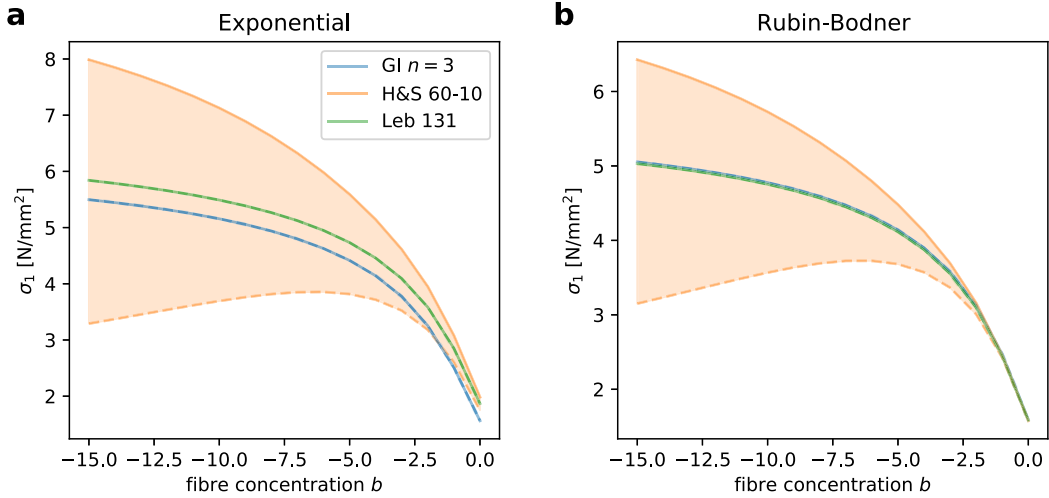 a
Exponential
8
7
6
5
4
3
2
σ₁ [N/mm²]
GI n = 3
H&S 60-10
Leb 131
−15.0 −12.5 −10.0 −7.5 −5.0 −2.5 0.0
fibre concentration b
b
Rubin-Bodner
6
5
4
3
2
σ₁ [N/mm²]
−15.0 −12.5 −10.0 −7.5 −5.0 −2.5 0.0
fibre concentration b